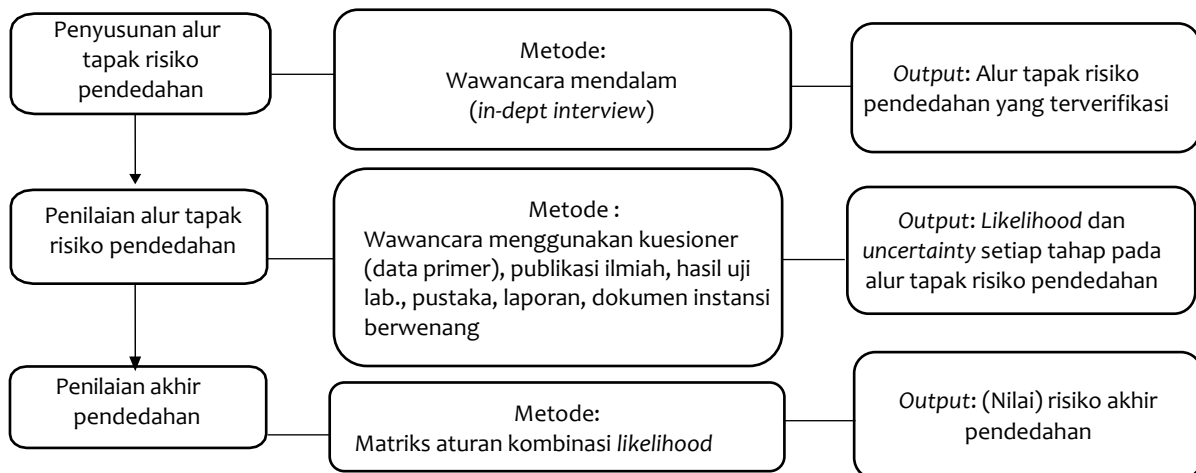 Penyusunan alur
tapak risiko
pendedahan
Metode:
Wawancara mendalam
(in-dept interview)
Output: Alur tapak risiko
pendedahan yang terverifikasi
Penilaian alur tapak
risiko pendedahan
Metode :
Wawancara menggunakan kuesioner
(data primer), publikasi ilmiah, hasil uji
lab., pustaka, laporan, dokumen instansi
berwenang
Output: Likelihood dan
uncertainty setiap tahap pada
alur tapak risiko pendedahan
Penilaian akhir
pendedahan
Metode:
Matriks aturan kombinasi likelihood
Output: (Nilai) risiko akhir
pendedahan